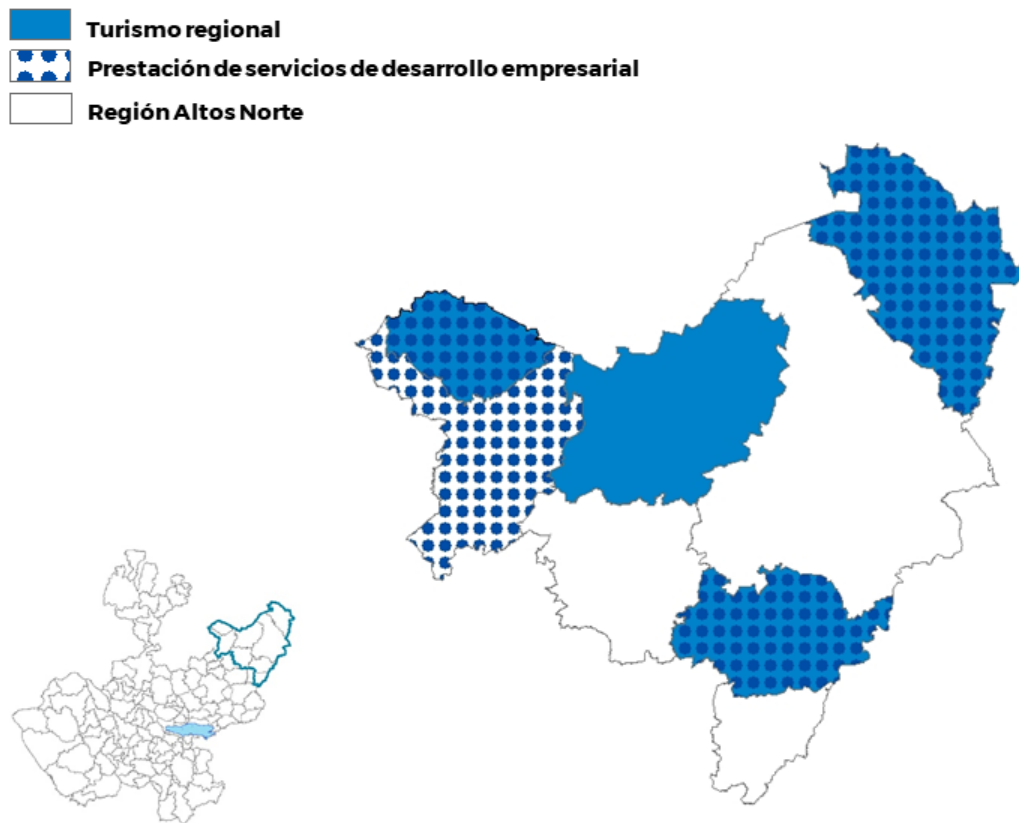 Turismo regional
Prestación de servicios de desarrollo empresarial
Región Altos Norte